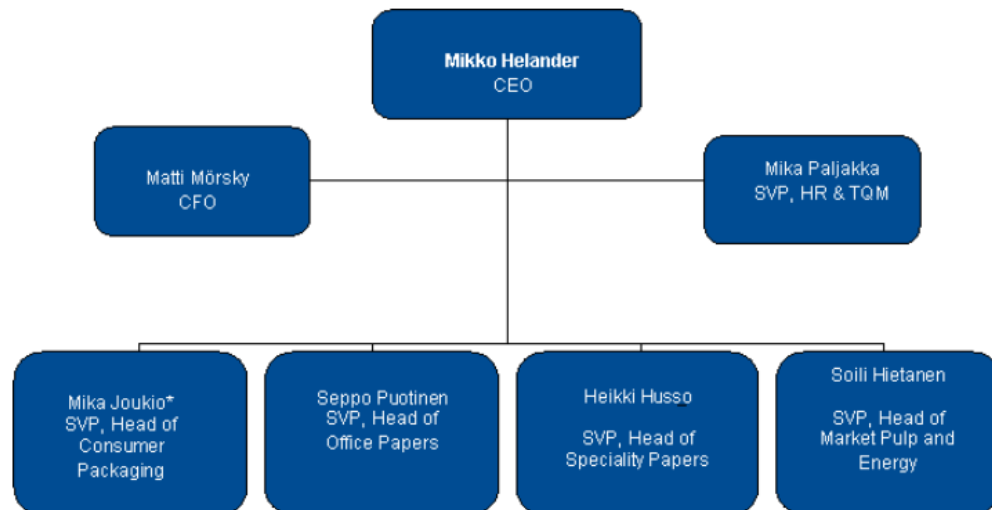 Mikko Helander
CEO
Matti Mörsky
CFO
Mika Paljakka
SVP, HR & TQM
Mika Joukio*
SVP, Head of
Consumer
Packaging
Seppo Puotinen
SVP, Head of
Office Papers
Heikki Husso
SVP, Head of
Speciality Papers
Soili Hietanen
SVP, Head of
Market Pulp and
Energy